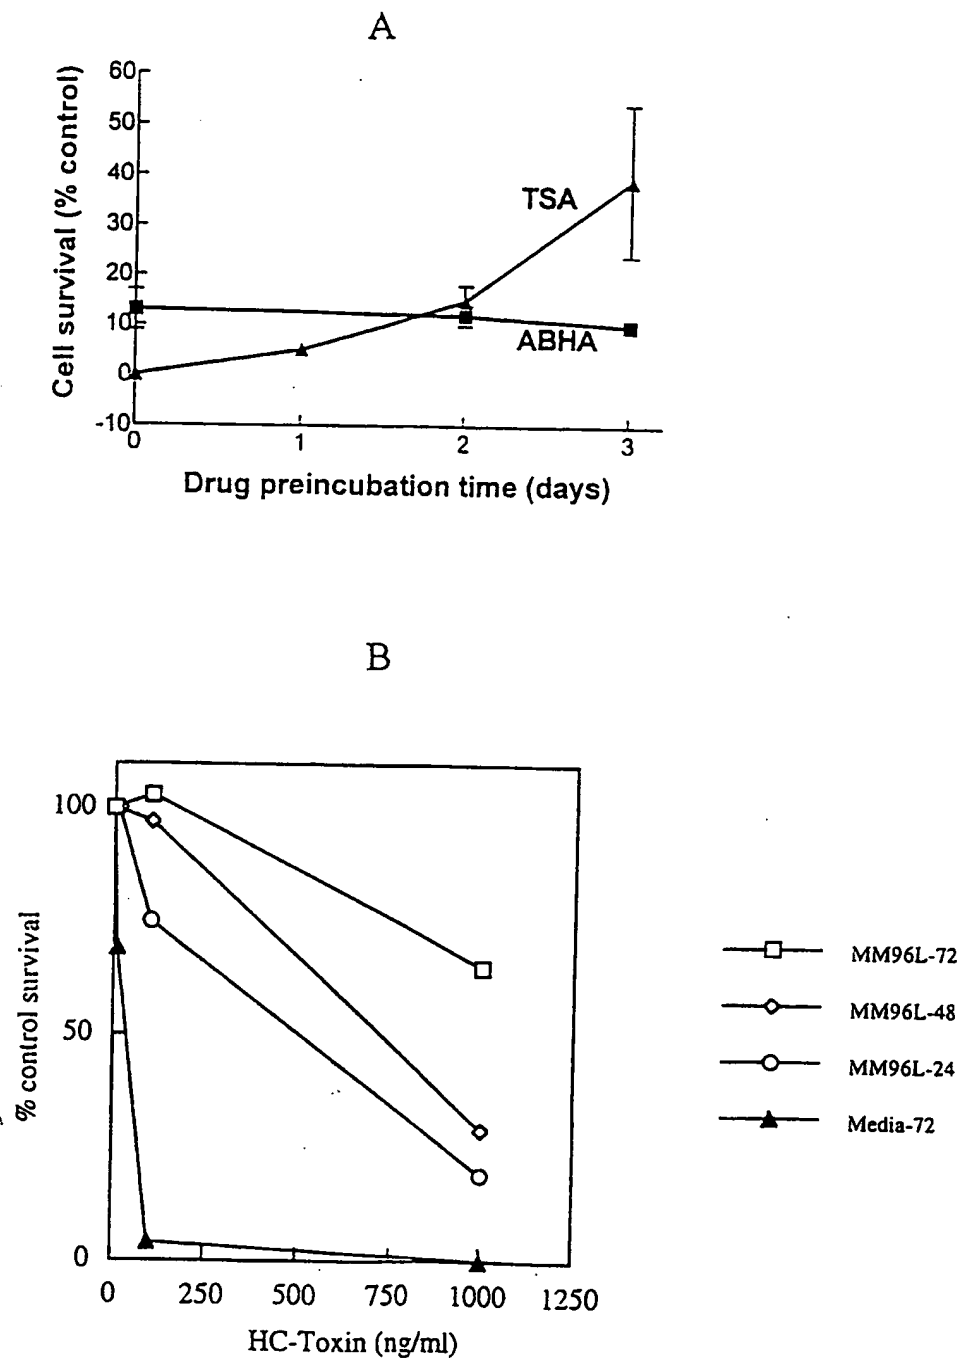 A
Cell survival (% control)
60
50
40
30
20
10
0
-10
TSA
ABHA
0 1 2 3
Drug preincubation time (days)
B
% control survival
100
50
0
0 250 500 750 1000 1250
HC-Toxin (ng/ml)
MM96L-72
MM96L-48
MM96L-24
Media-72